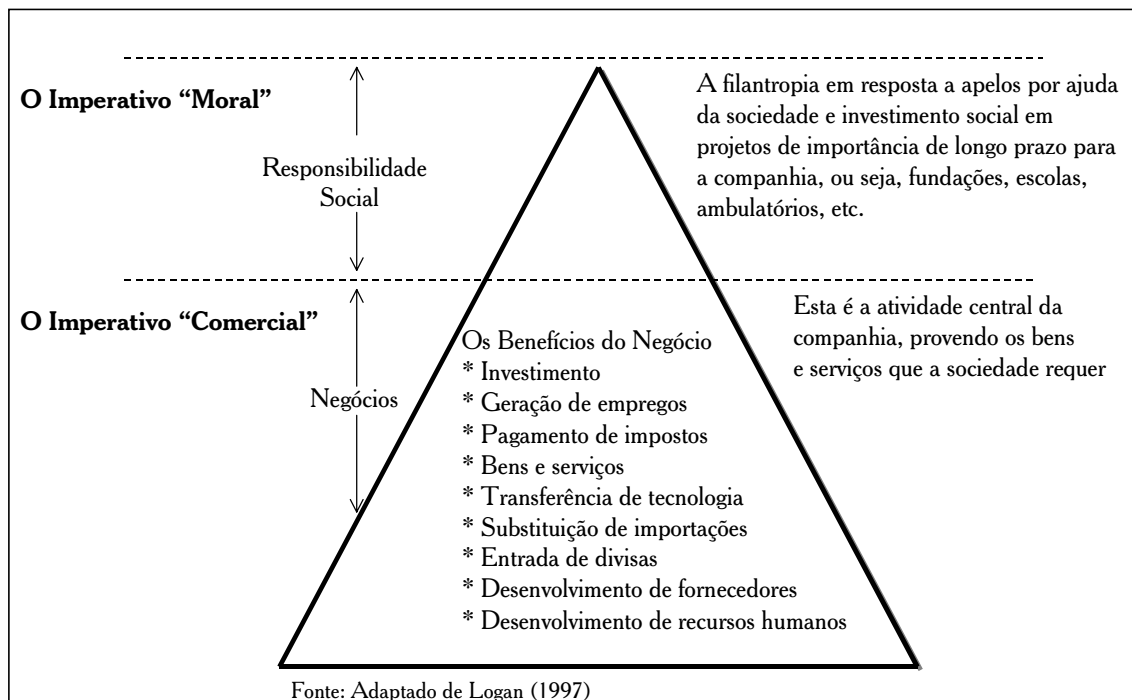 O Imperativo “Moral”
Responsibilidade
Social
A filantropia em resposta a apelos por ajuda
da sociedade e investimento social em
projetos de importância de longo prazo para
a companhia, ou seja, fundações, escolas,
ambulatórios, etc.
O Imperativo “Comercial”
Negócios
Os Benefícios do Negócio
* Investimento
* Geração de empregos
* Pagamento de impostos
* Bens e serviços
* Transferência de tecnologia
* Substituição de importações
* Entrada de divisas
* Desenvolvimento de fornecedores
* Desenvolvimento de recursos humanos
Esta é a atividade central da
companhia, provendo os bens
e serviços que a sociedade requer
Fonte: Adaptado de Logan (1997)